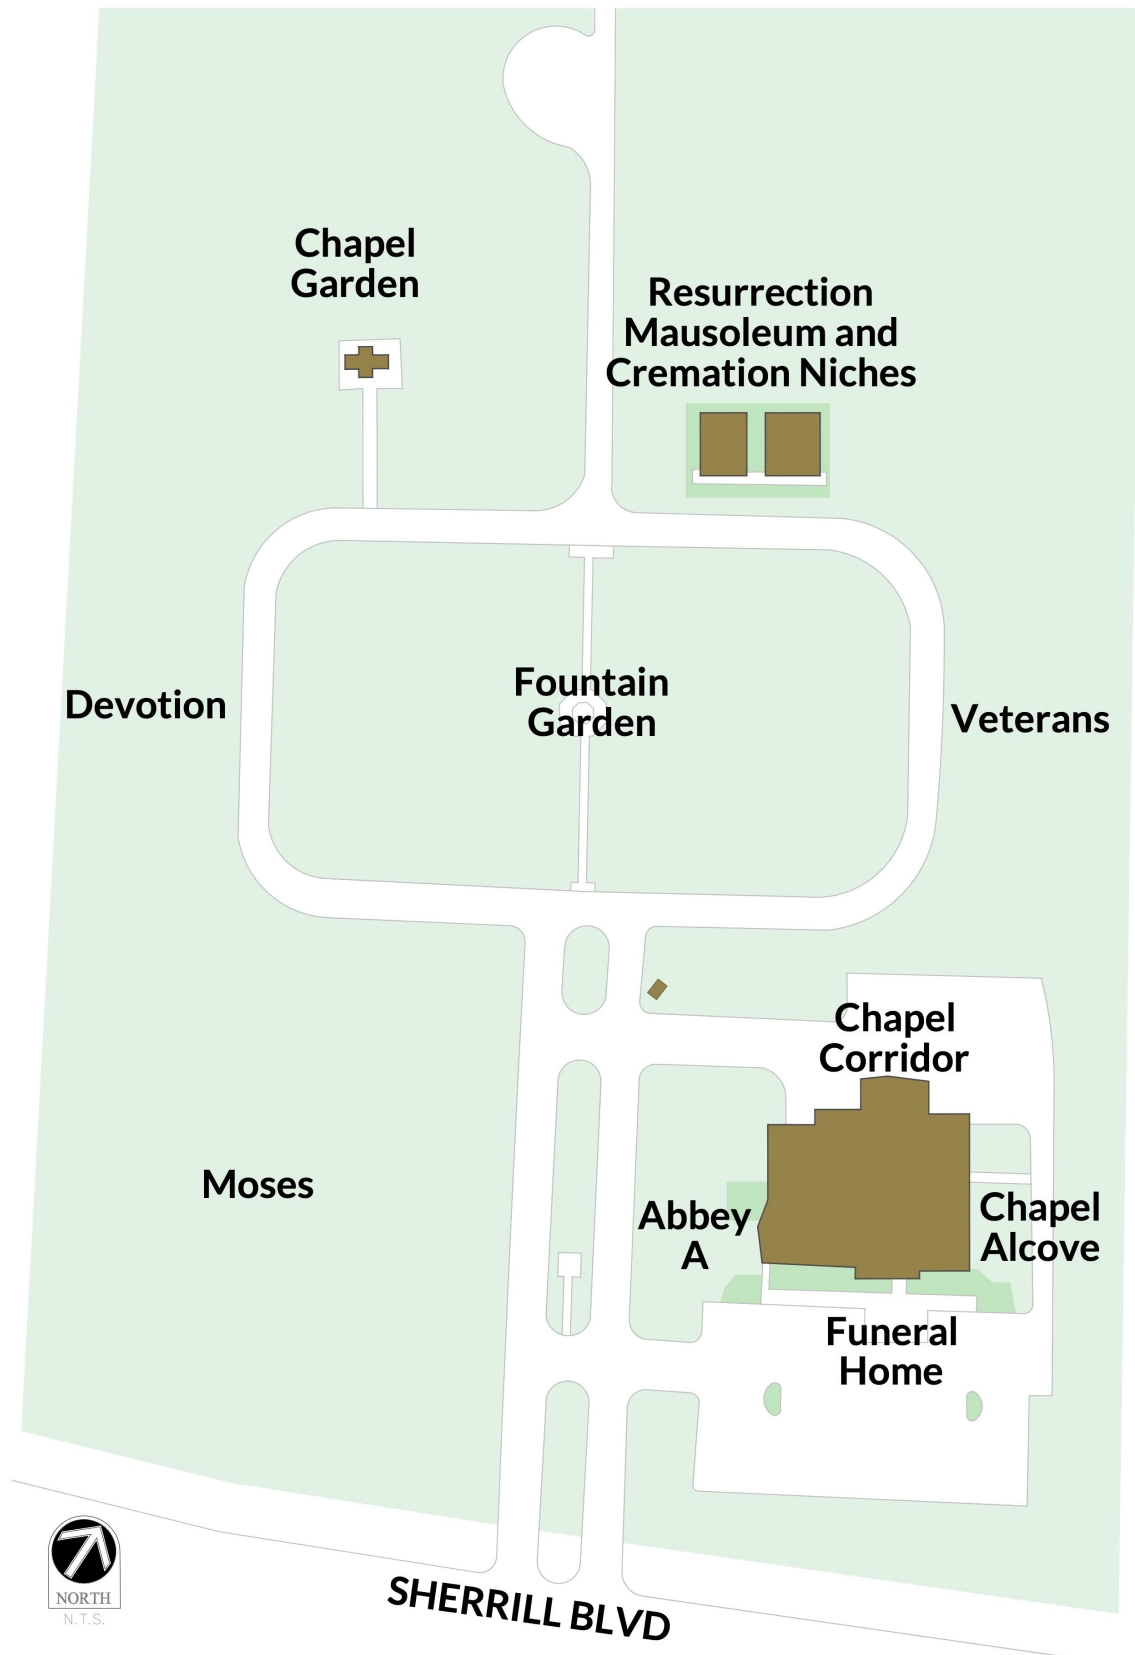 Chapel
Garden
Resurrection
Mausoleum and
Cremation Niches
Devotion
Fountain
Garden
Veterans
Chapel
Corridor
Moses
Abbey
A
Chapel
Alcove
Funeral
Home
NORTH
N.T.S.
SHERRILL BLVD